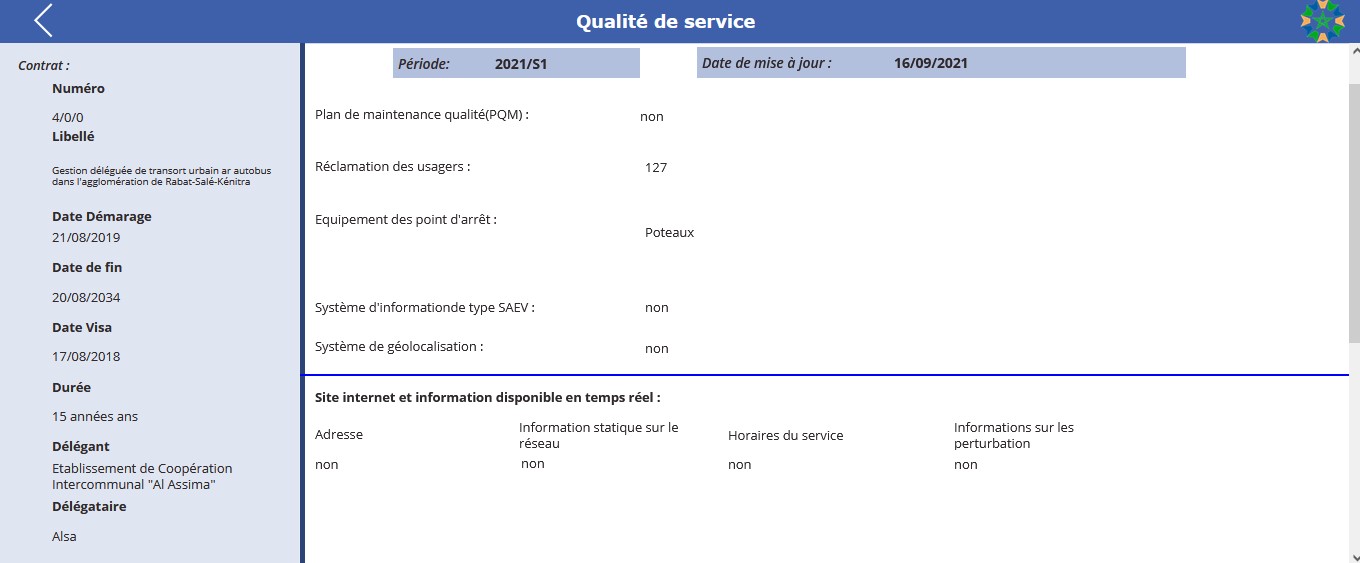 Qualité de service
Contrat :
Numéro
4/0/0
Libellé
Gestion déléguée de transort urbain ar autobus
dans l'agglomération de Rabat-Salé-Kénitra
Date Démarage
21/08/2019
Date de fin
20/08/2034
Date Visa
17/08/2018
Durée
15 années ans
Délégant
Etablissement de Coopération
Intercommunal "Al Assima"
Délégataire
Alsa
Période: 2021/S1 Date de mise à jour : 16/09/2021
Plan de maintenance qualité(PQM) : non
Réclamation des usagers : 127
Equipement des point d'arrêt :
Poteaux
Système d'informationde type SAEV : non
Système de géolocalisation : non
Site internet et information disponible en temps réel :
Adresse
Information statique sur le
réseau
Horaires du service
Informations sur les
perturbation
non non non non